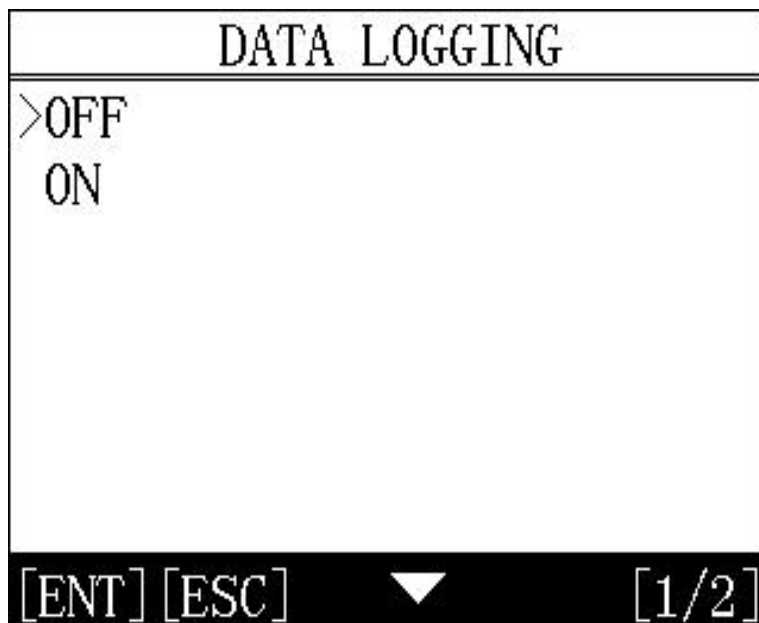 DATA LOGGING
>OFF
ON
[ENT] [ESC] ▼ [1/2]